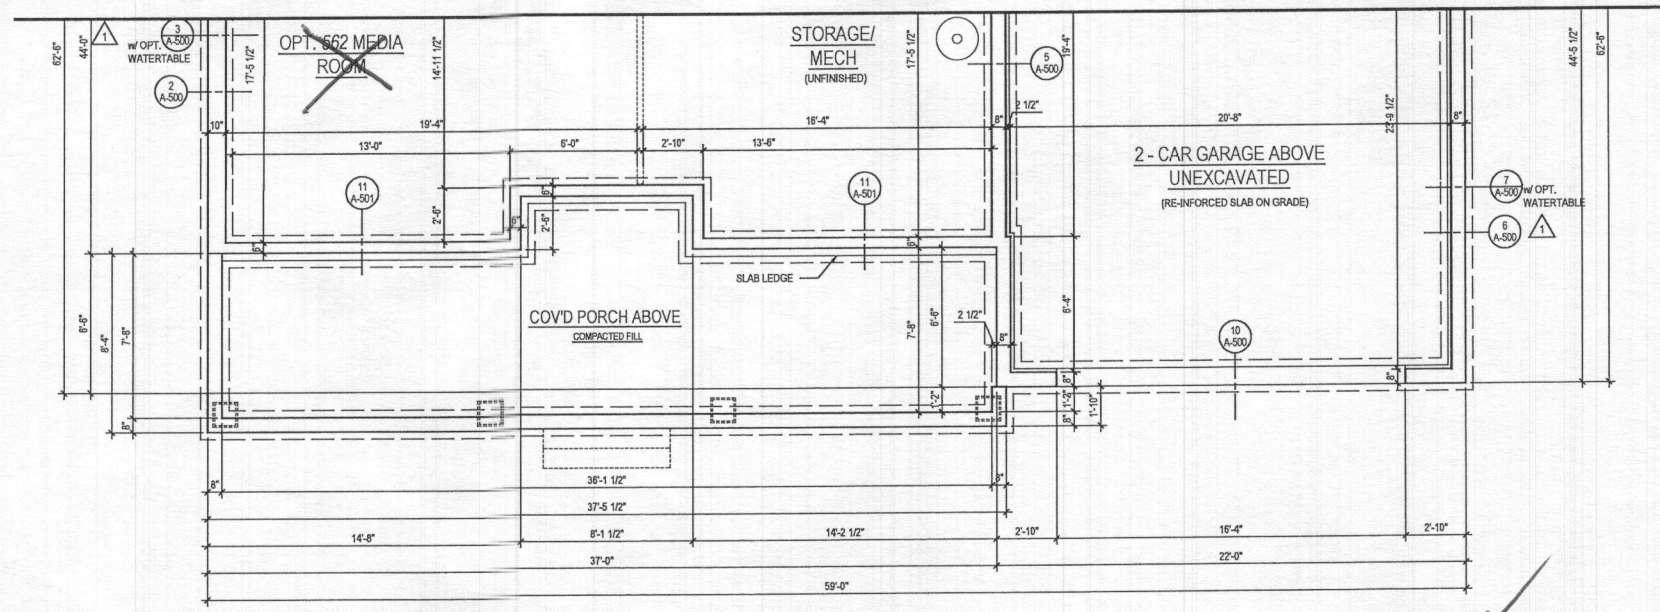 62'-6"
44'-0"
1
w/ OPT.
WATERTABLE
3
A-500
2
A-500
17'-5 1/2"
OPT. 562 MEDIA
ROOM
14'-11 1/2"
STORAGE/
MECH
(UNFINISHED)
17'-5 1/2"
5
A-500
19'-4"
2 1/2"
23'-9 1/2"
44'-5 1/2"
62'-6"
10"
19'-4"
16'-4"
8"
20'-8"
8"
13'-0"
6'-0"
2'-10"
13'-6"
2 - CAR GARAGE ABOVE
UNEXCAVATED
(RE-INFORCED SLAB ON GRADE)
11
A-501
11
A-501
7
A-500
w/ OPT.
WATERTABLE
6
A-500
1
2'-6"
6"
6"
2'-6"
6"
6"
SLAB LEDGE
COV'D PORCH ABOVE
COMPACTED FILL
6'-6"
8'-4"
7'-6"
7'-8"
6'-6"
2 1/2"
8"
6'-4"
10
A-500
8"
8"
1'-2"
1'-2"
8"
1'-10"
8"
8"
36'-1 1/2"
8"
37'-5 1/2"
14'-8"
8'-1 1/2"
14'-2 1/2"
2'-10"
16'-4"
2'-10"
37'-0"
22'-0"
59'-0"